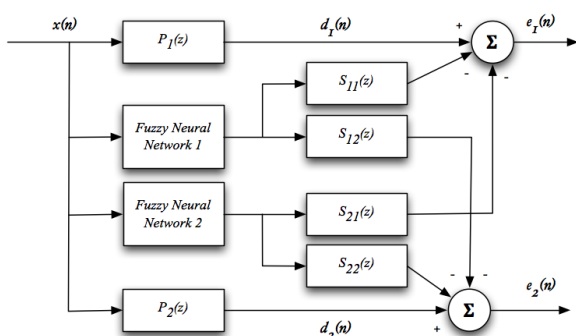 x(n)
P1(z)
d1(n)
+
Σ
e1(n)
-
-
S11(z)
Fuzzy Neural
Network 1
S12(z)
Fuzzy Neural
Network 2
S21(z)
S22(z)
-
-
e2(n)
Σ
P2(z)
+
d2(n)